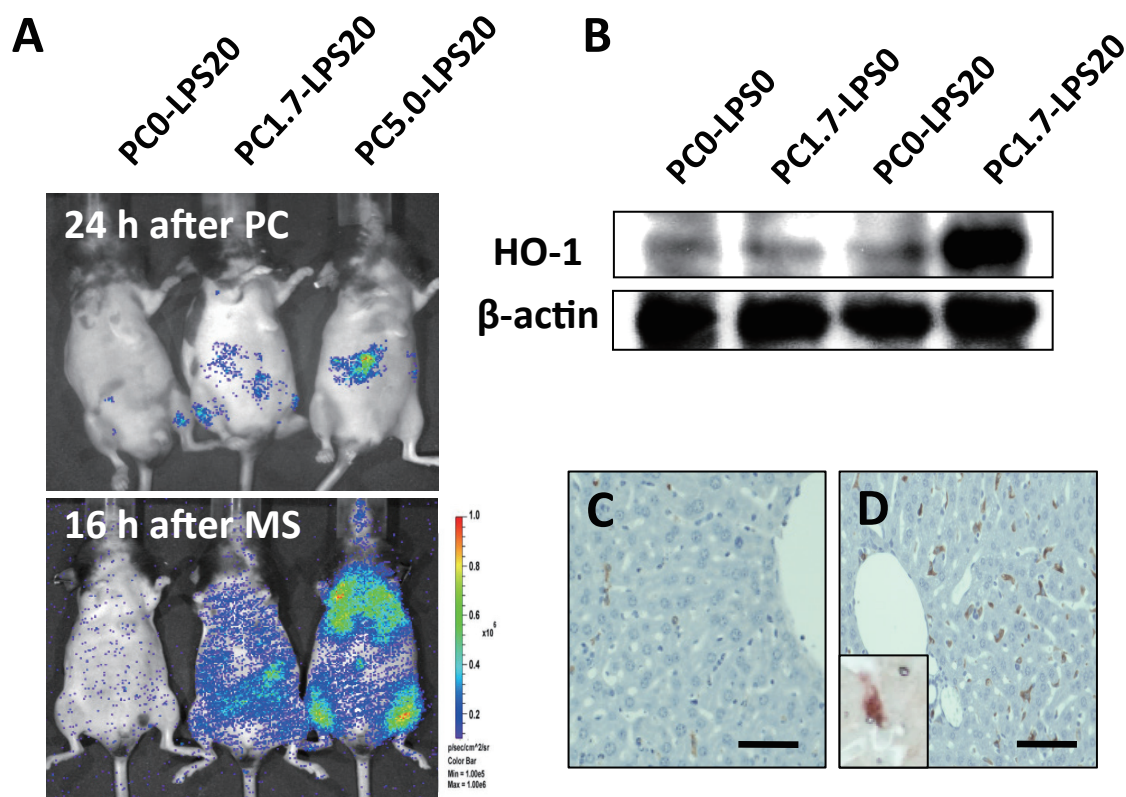 A
PC0-LPS20
PC1.7-LPS20
PC5.0-LPS20
24 h after PC
16 h after MS
1.0
0.8
0.6
x10⁶
0.4
0.2
p/sec/cm^2/sr
Color Bar
Min = 1.00e5
Max = 1.00e6
B
PC0-LPS0
PC1.7-LPS0
PC0-LPS20
PC1.7-LPS20
HO-1
β-actin
C
D